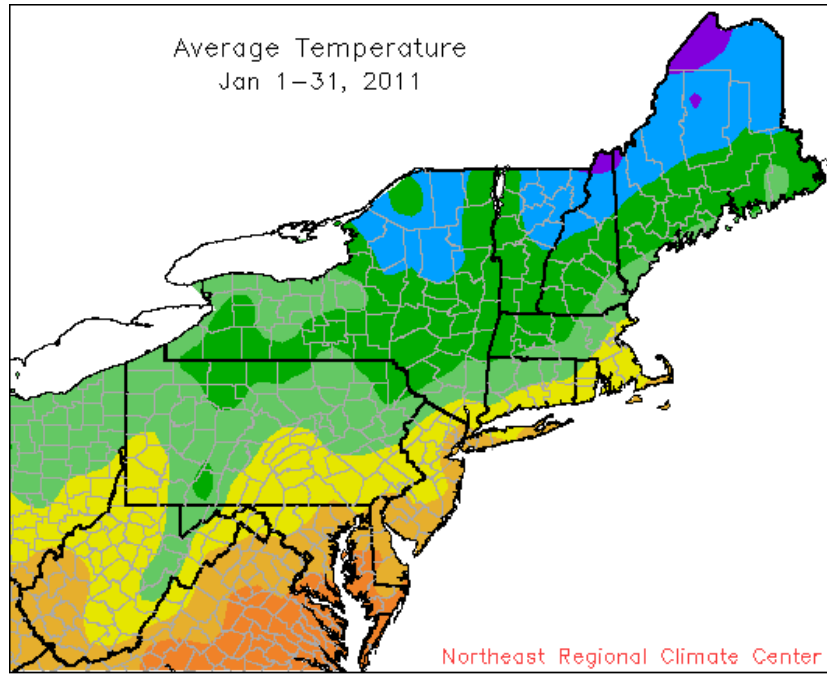 Average Temperature
Jan 1-31, 2011
Northeast Regional Climate Center